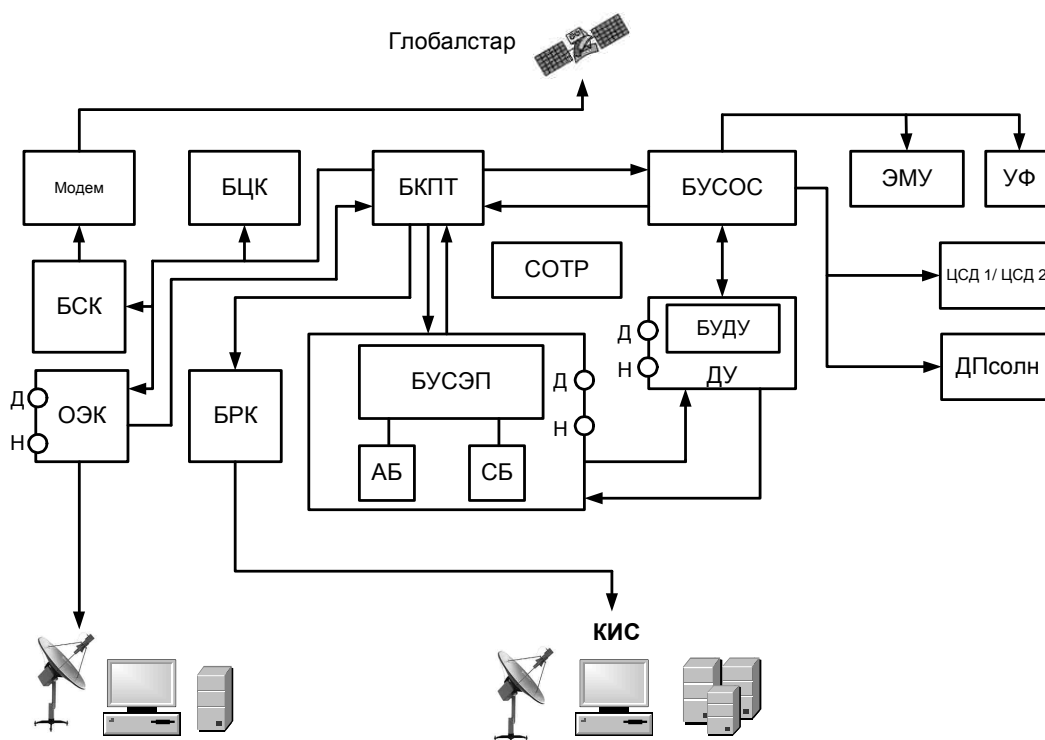 Глобалстар
Модем
БЦК
БКПТ
БУСОС
ЭМУ
УФ
СОТР
ЦСД 1/ ЦСД 2
БСК
БУДУ
Д
Н
ДУ
ДПсолн
Д
Н
ОЭК
БРК
БУСЭП
Д
Н
АБ
СБ
КИС